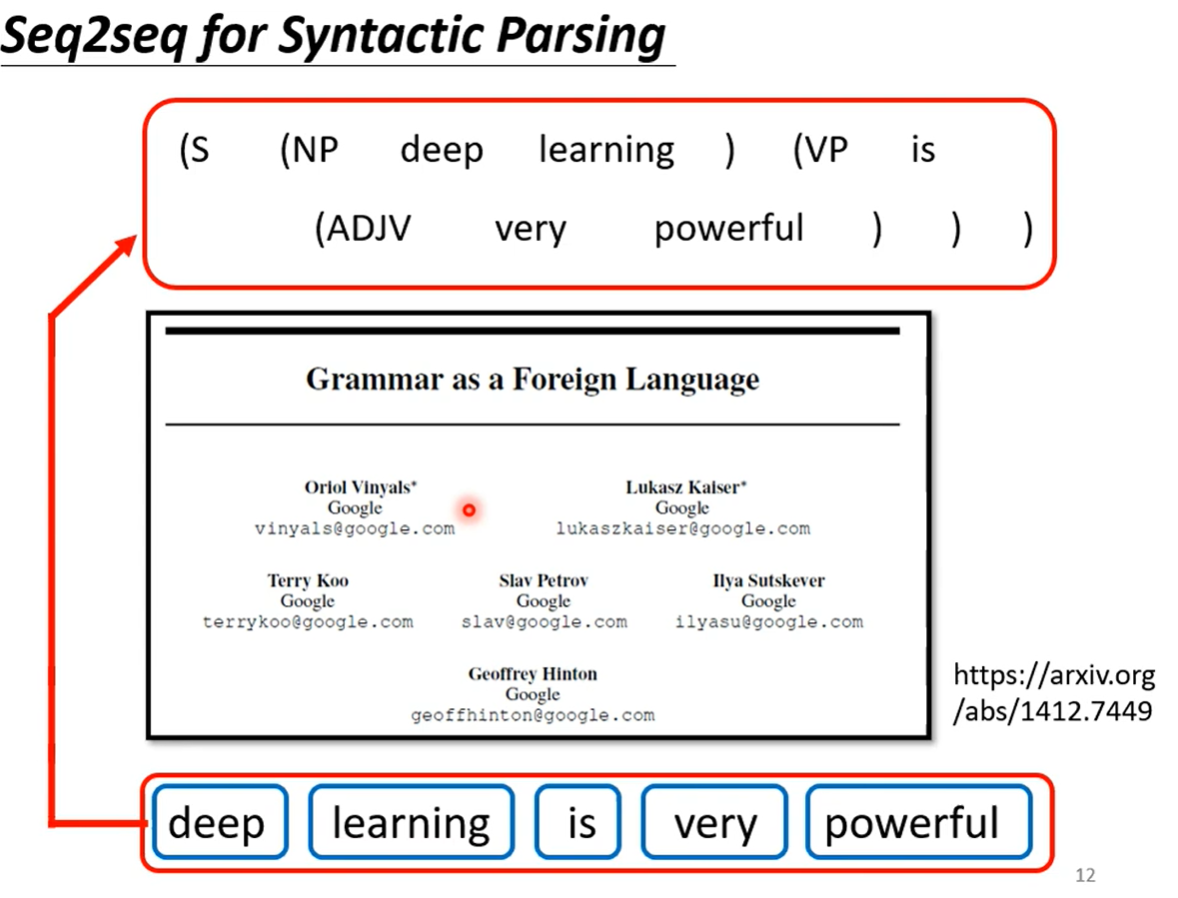 Seq2seq for Syntactic Parsing
(S (NP deep learning ) (VP is
(ADJV very powerful ) ) )
Grammar as a Foreign Language
Oriol Vinyals* Lukasz Kaiser*
Google Google
vinyals@google.com lukaszkaiser@google.com
Terry Koo Slav Petrov Ilya Sutskever
Google Google Google
terrykoo@google.com slav@google.com ilyasu@google.com
Geoffrey Hinton
Google
geoffhinton@google.com
https://arxiv.org
/abs/1412.7449
deep learning is very powerful
12